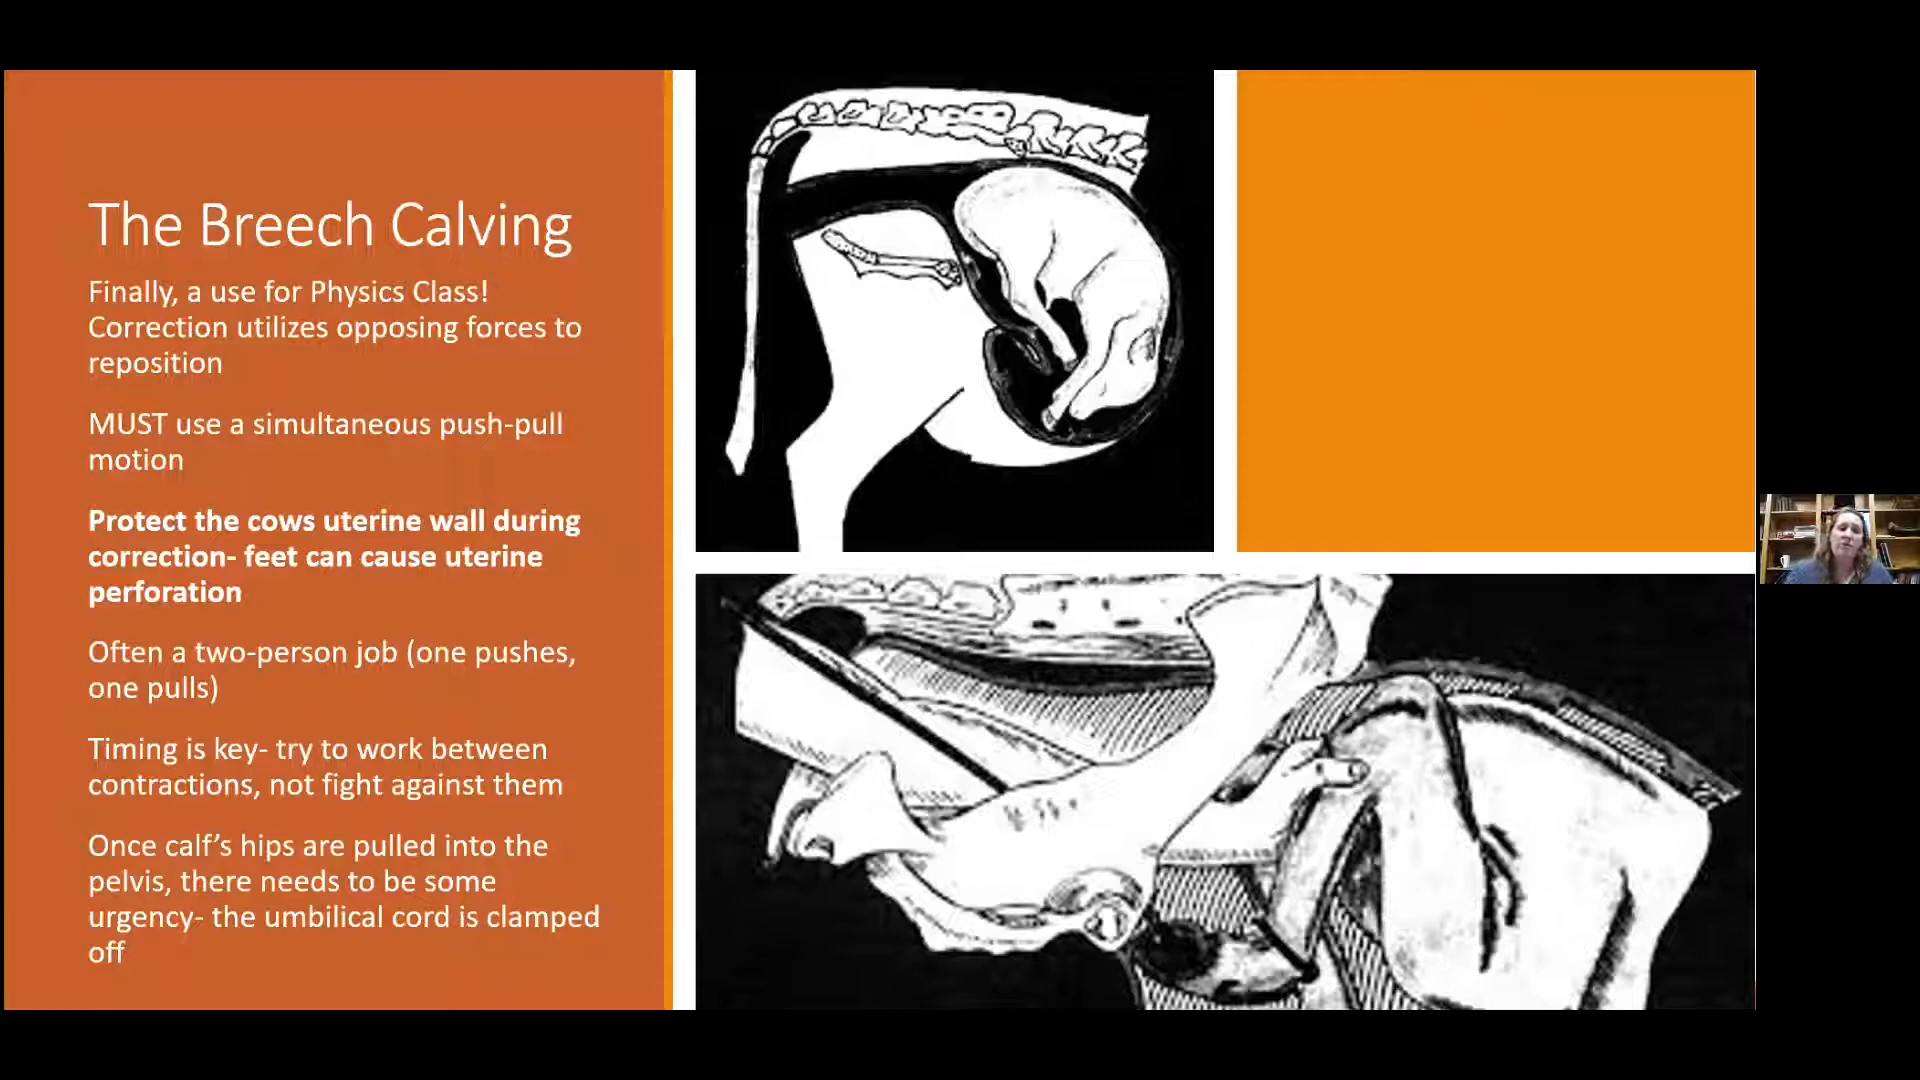 The Breech Calving
Finally, a use for Physics Class!
Correction utilizes opposing forces to
reposition
MUST use a simultaneous push-pull
motion
Protect the cows uterine wall during
correction- feet can cause uterine
perforation
Often a two-person job (one pushes,
one pulls)
Timing is key- try to work between
contractions, not fight against them
Once calf’s hips are pulled into the
pelvis, there needs to be some
urgency- the umbilical cord is clamped
off